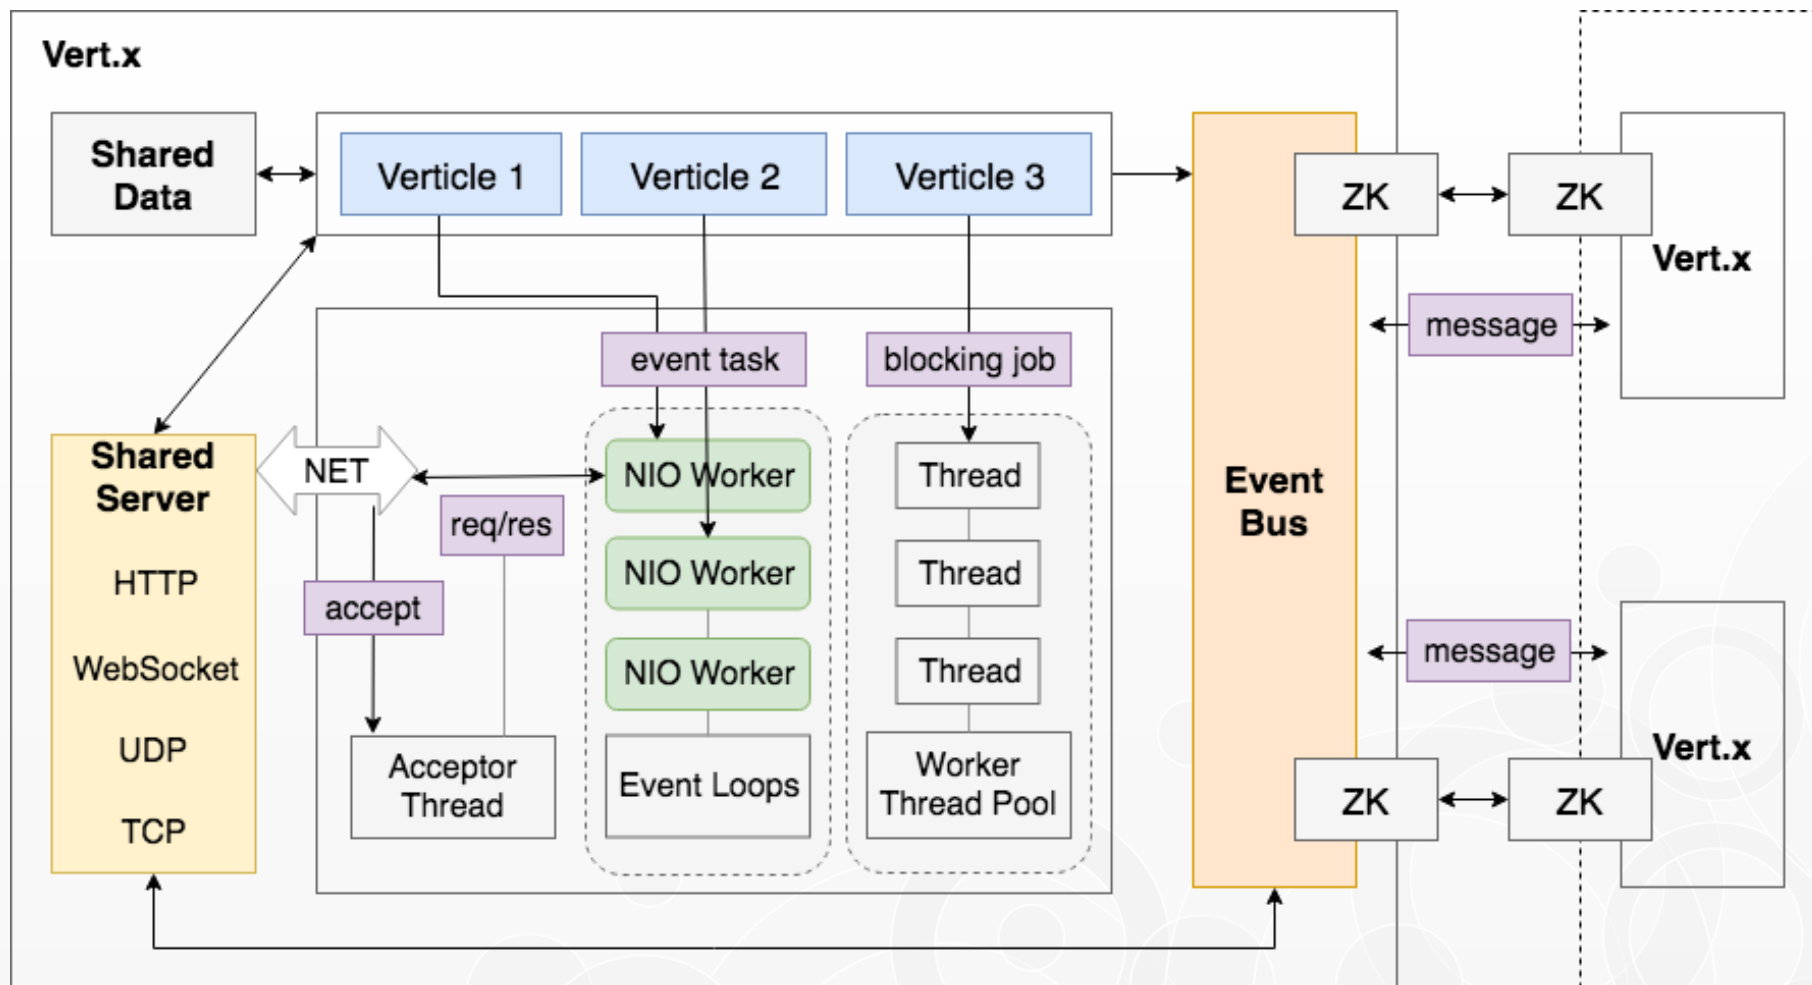 Vert.x
Shared
Data
Verticle 1
Verticle 2
Verticle 3
ZK
ZK
Vert.x
message
event task
blocking job
Shared
Server
HTTP
WebSocket
UDP
TCP
NET
req/res
accept
Acceptor
Thread
NIO Worker
NIO Worker
NIO Worker
Event Loops
Thread
Thread
Thread
Worker
Thread Pool
Event
Bus
message
Vert.x
ZK
ZK